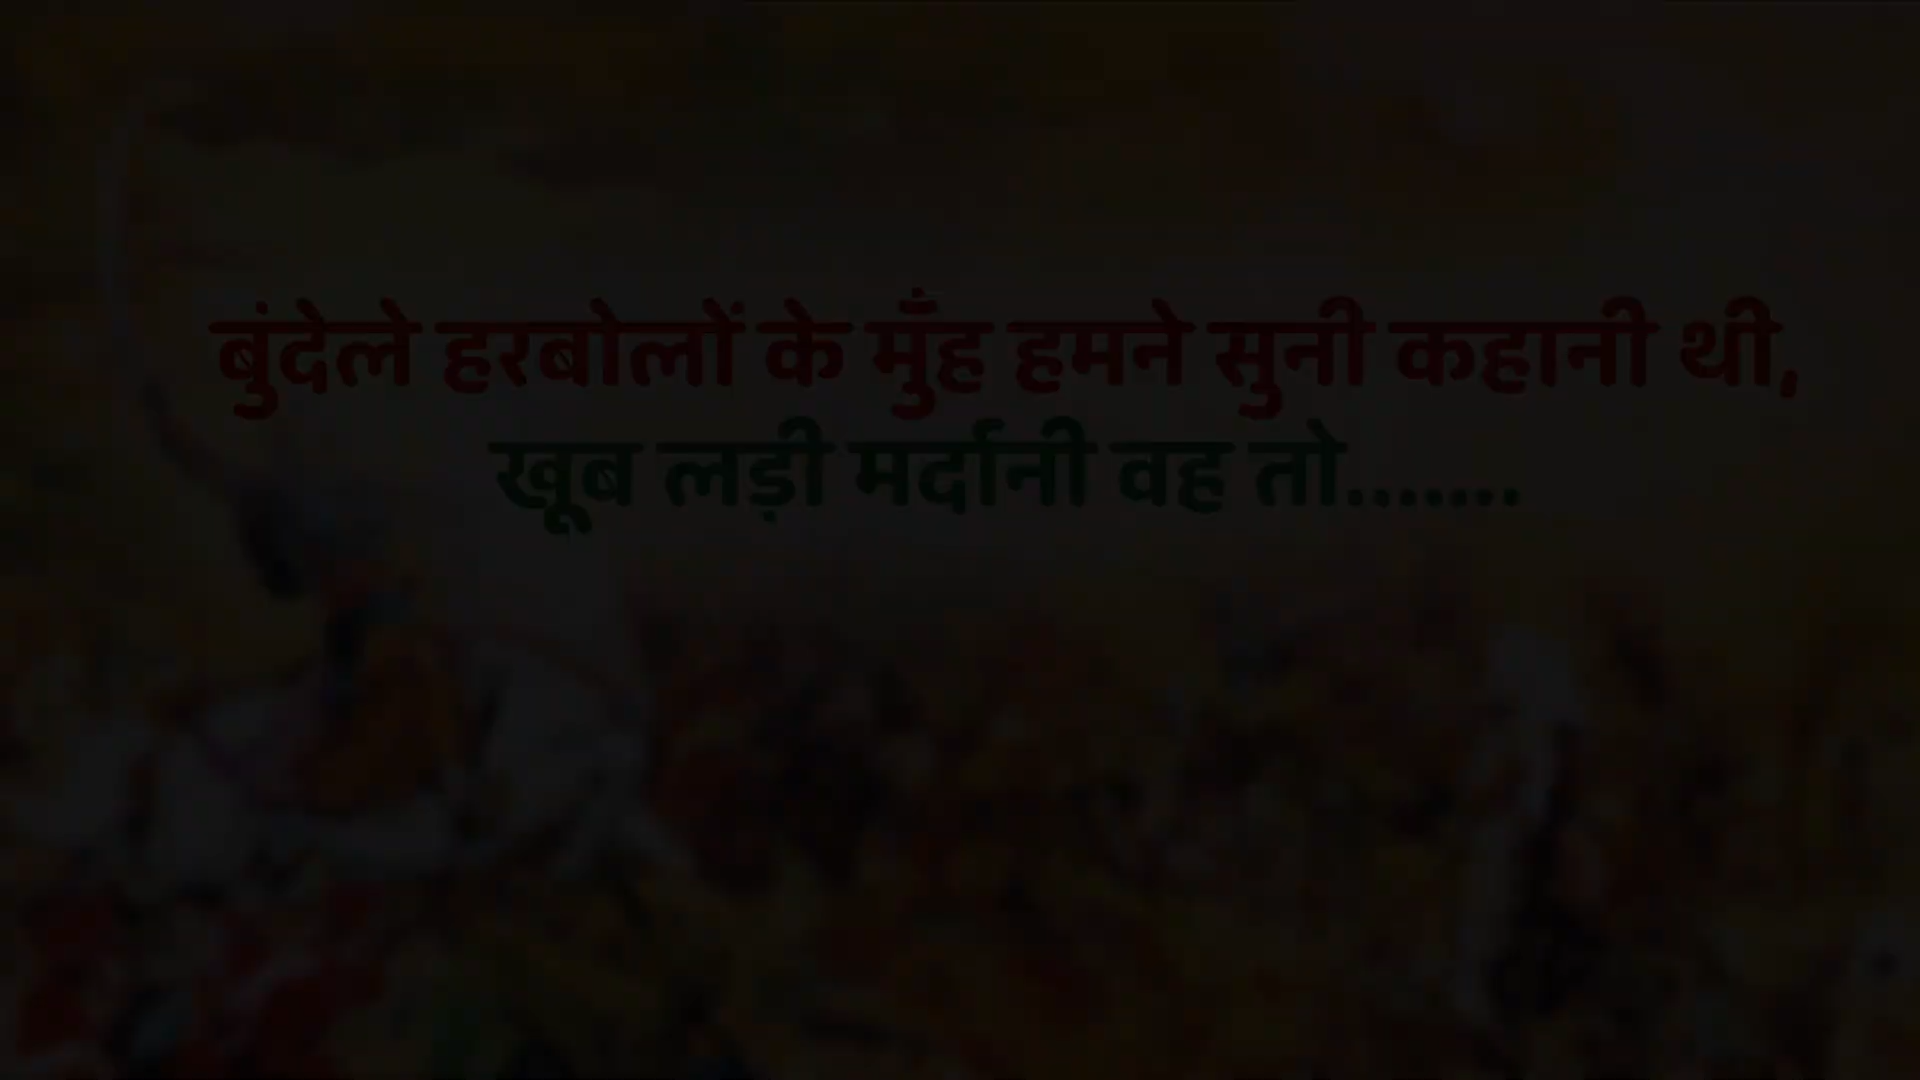 बुंदेले हरबोलों के मुँह हमने सुनी कहानी थी,
खूब लड़ी मर्दानी वह तो.......